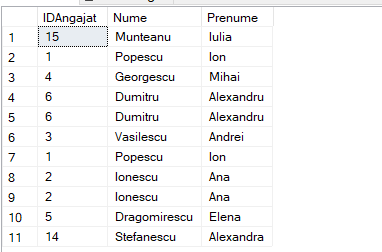 IDAngajat Nume Prenume
1 15 Munteanu Iulia
2 1 Popescu Ion
3 4 Georgescu Mihai
4 6 Dumitru Alexandru
5 6 Dumitru Alexandru
6 3 Vasilescu Andrei
7 1 Popescu Ion
8 2 Ionescu Ana
9 2 Ionescu Ana
10 5 Dragomirescu Elena
11 14 Stefanescu Alexandra